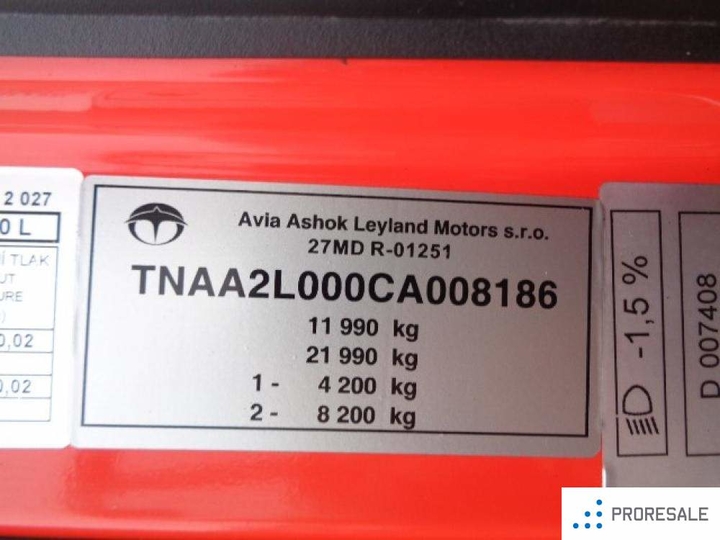 2 027
0 L
Í TLAK
UT
URE
)
0,02
0,02
Avia Ashok Leyland Motors s.r.o.
27MD R-01251
TNAA2L000CA008186
11 990 kg
21 990 kg
1 - 4 200 kg
2 - 8 200 kg
-1,5 %
D 007408
PRORESALE